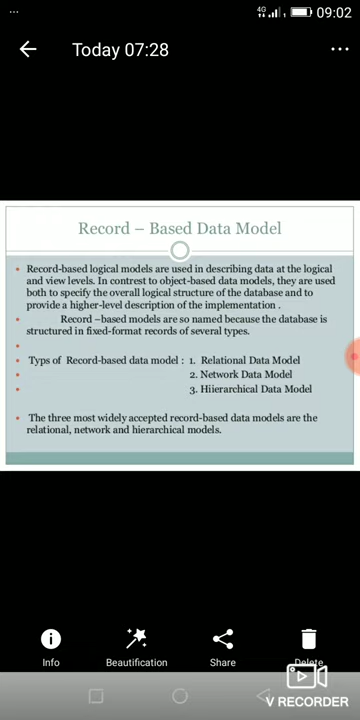 09:02
4G
Today 07:28
Record – Based Data Model
Record-based logical models are used in describing data at the logical
and view levels. In contrast to object-based data models, they are used
both to specify the overall logical structure of the database and to
provide a higher-level description of the implementation .
Record –based models are so named because the database is
structured in fixed-format records of several types.
Typs of Record-based data model : 1. Relational Data Model
2. Network Data Model
3. Hiierarchical Data Model
The three most widely accepted record-based data models are the
relational, network and hierarchical models.
Info
Beautification
Share
Delete
V RECORDER